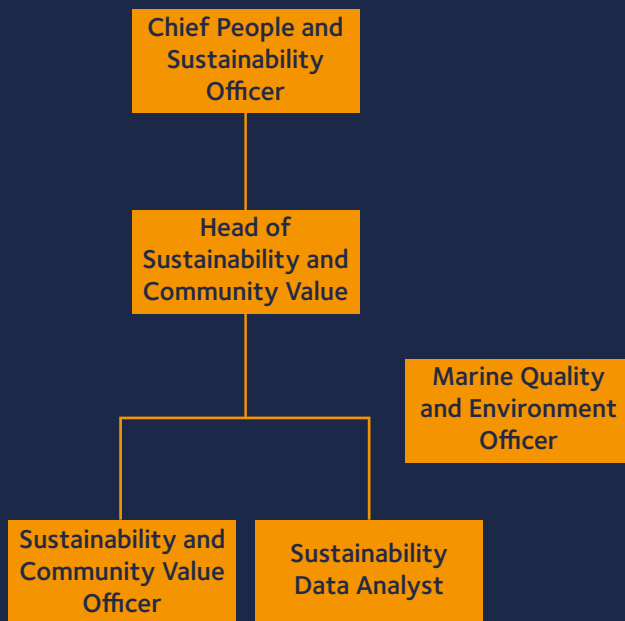 Chief People and
Sustainability
Officer
Head of
Sustainability and
Community Value
Marine Quality
and Environment
Officer
Sustainability and
Community Value
Officer
Sustainability
Data Analyst